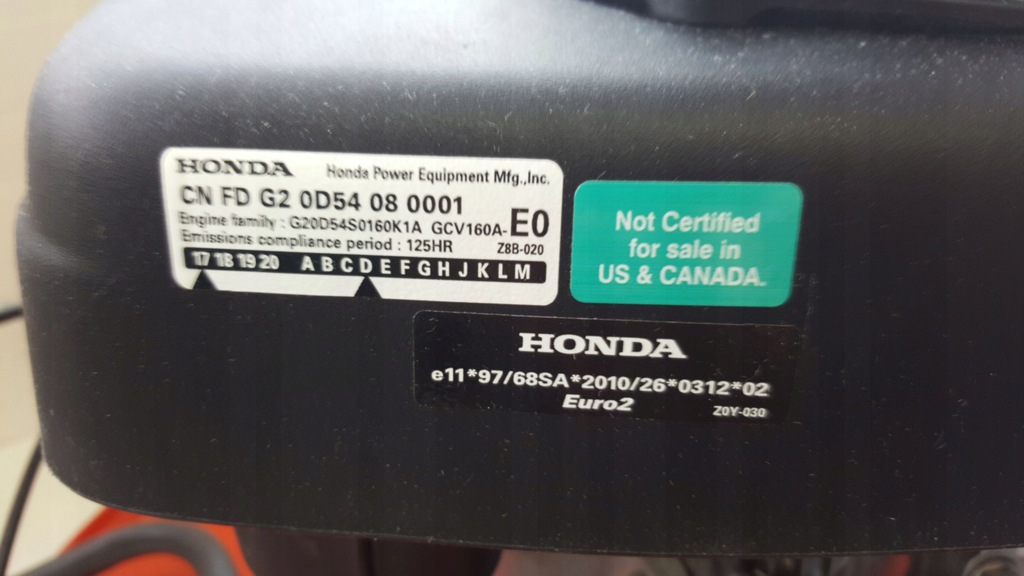 HONDA Honda Power Equipment Mfg.,Inc.
CN FD G2 0D54 08 0001
Engine family : G20D54S0160K1A GCV160A-E0
Emissions compliance period : 125HR Z8B-020
17 18 19 20 A B C D E F G H J K L M
Not Certified
for sale in
US & CANADA.
HONDA
e11*97/68SA*2010/26*0312*02
Euro2 Z0Y-030